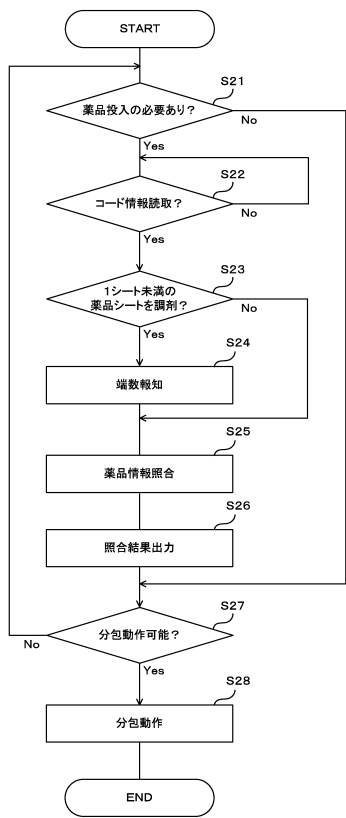 START
S21
薬品投入の必要あり？
No
Yes
S22
コード情報読取？
No
Yes
S23
1シート未満の
薬品シートを調剤？
No
Yes
S24
端数報知
S25
薬品情報照合
S26
照合結果出力
S27
分包動作可能？
No
Yes
S28
分包動作
END